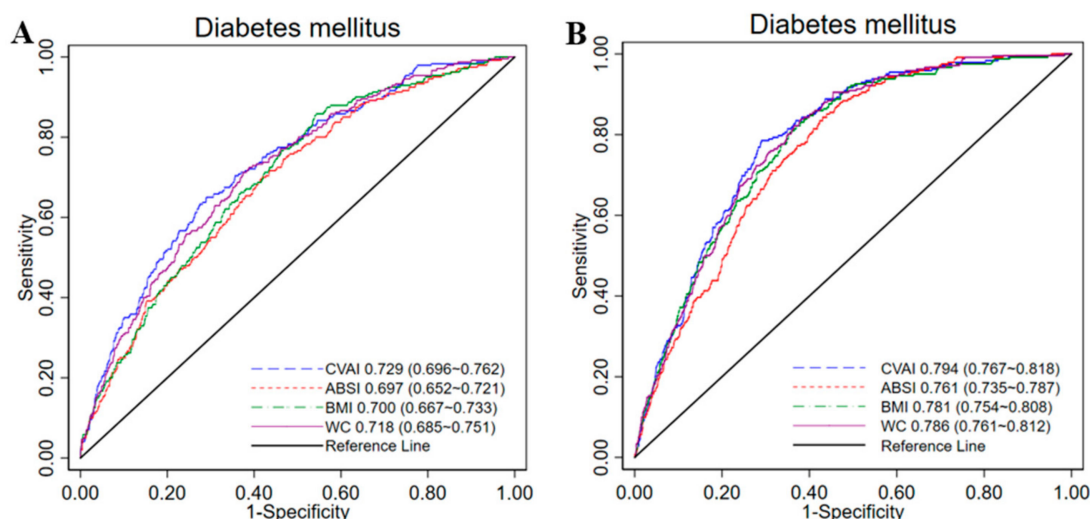 A
Diabetes mellitus
1.00
0.80
0.60
0.40
0.20
0.00
Sensitivity
CVAI 0.729 (0.696~0.762)
ABSI 0.697 (0.652~0.721)
BMI 0.700 (0.667~0.733)
WC 0.718 (0.685~0.751)
Reference Line
0.00 0.20 0.40 0.60 0.80 1.00
1-Specificity
B
Diabetes mellitus
1.00
0.80
0.60
0.40
0.20
0.00
Sensitivity
CVAI 0.794 (0.767~0.818)
ABSI 0.761 (0.735~0.787)
BMI 0.781 (0.754~0.808)
WC 0.786 (0.761~0.812)
Reference Line
0.00 0.20 0.40 0.60 0.80 1.00
1-Specificity